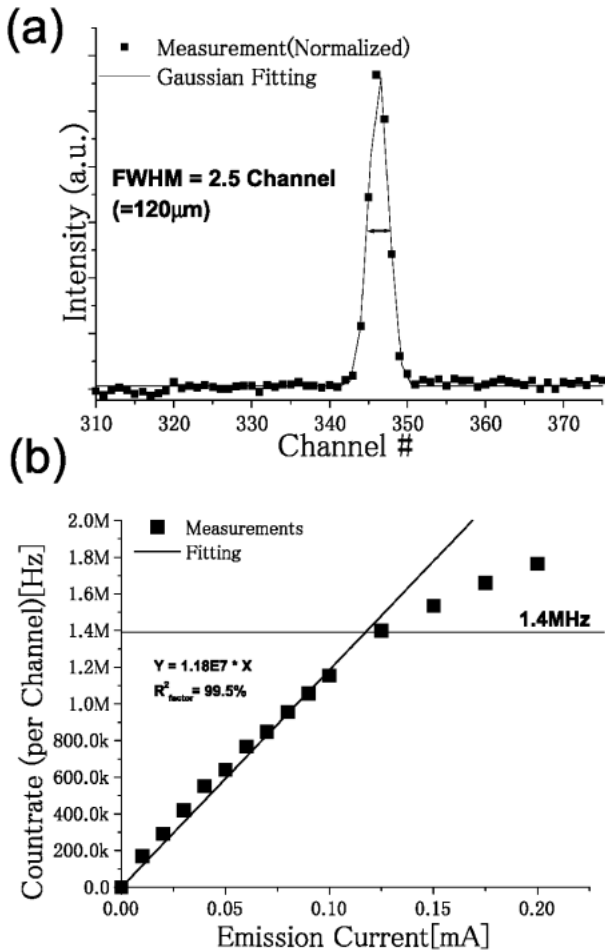 (a)
Measurement(Normalized)
Gaussian Fitting
FWHM = 2.5 Channel
(=120μm)
Intensity (a.u.)
310 320 330 340 350 360 370
Channel #
(b)
Measurements
Fitting
2.0M
1.8M
1.6M
1.4M
1.2M
1.0M
800.0k
600.0k
400.0k
200.0k
0.0
1.4MHz
Y = 1.18E7 * X
R²factor= 99.5%
Countrate (per Channel)[Hz]
0.00 0.05 0.10 0.15 0.20
Emission Current[mA]